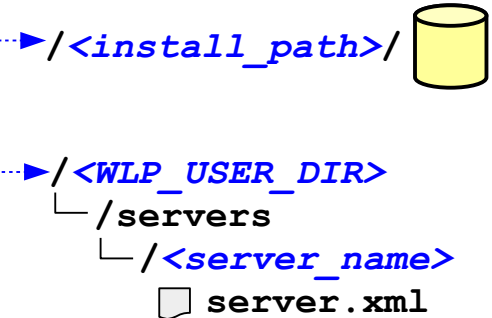 /<install_path>/
/<WLP_USER_DIR>
/servers
/<server_name>
server.xml